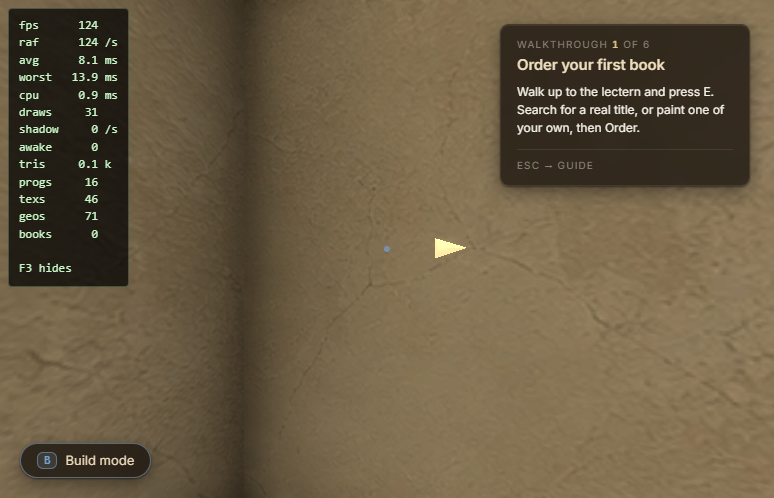 fps 124
raf 124 /s
avg 8.1 ms
worst 13.9 ms
cpu 0.9 ms
draws 31
shadow 0 /s
awake 0
tris 0.1 k
progs 16
texs 46
geos 71
books 0
F3 hides
WALKTHROUGH 1 OF 6
Order your first book
Walk up to the lectern and press E.
Search for a real title, or paint one of
your own, then Order.
ESC → GUIDE
B Build mode